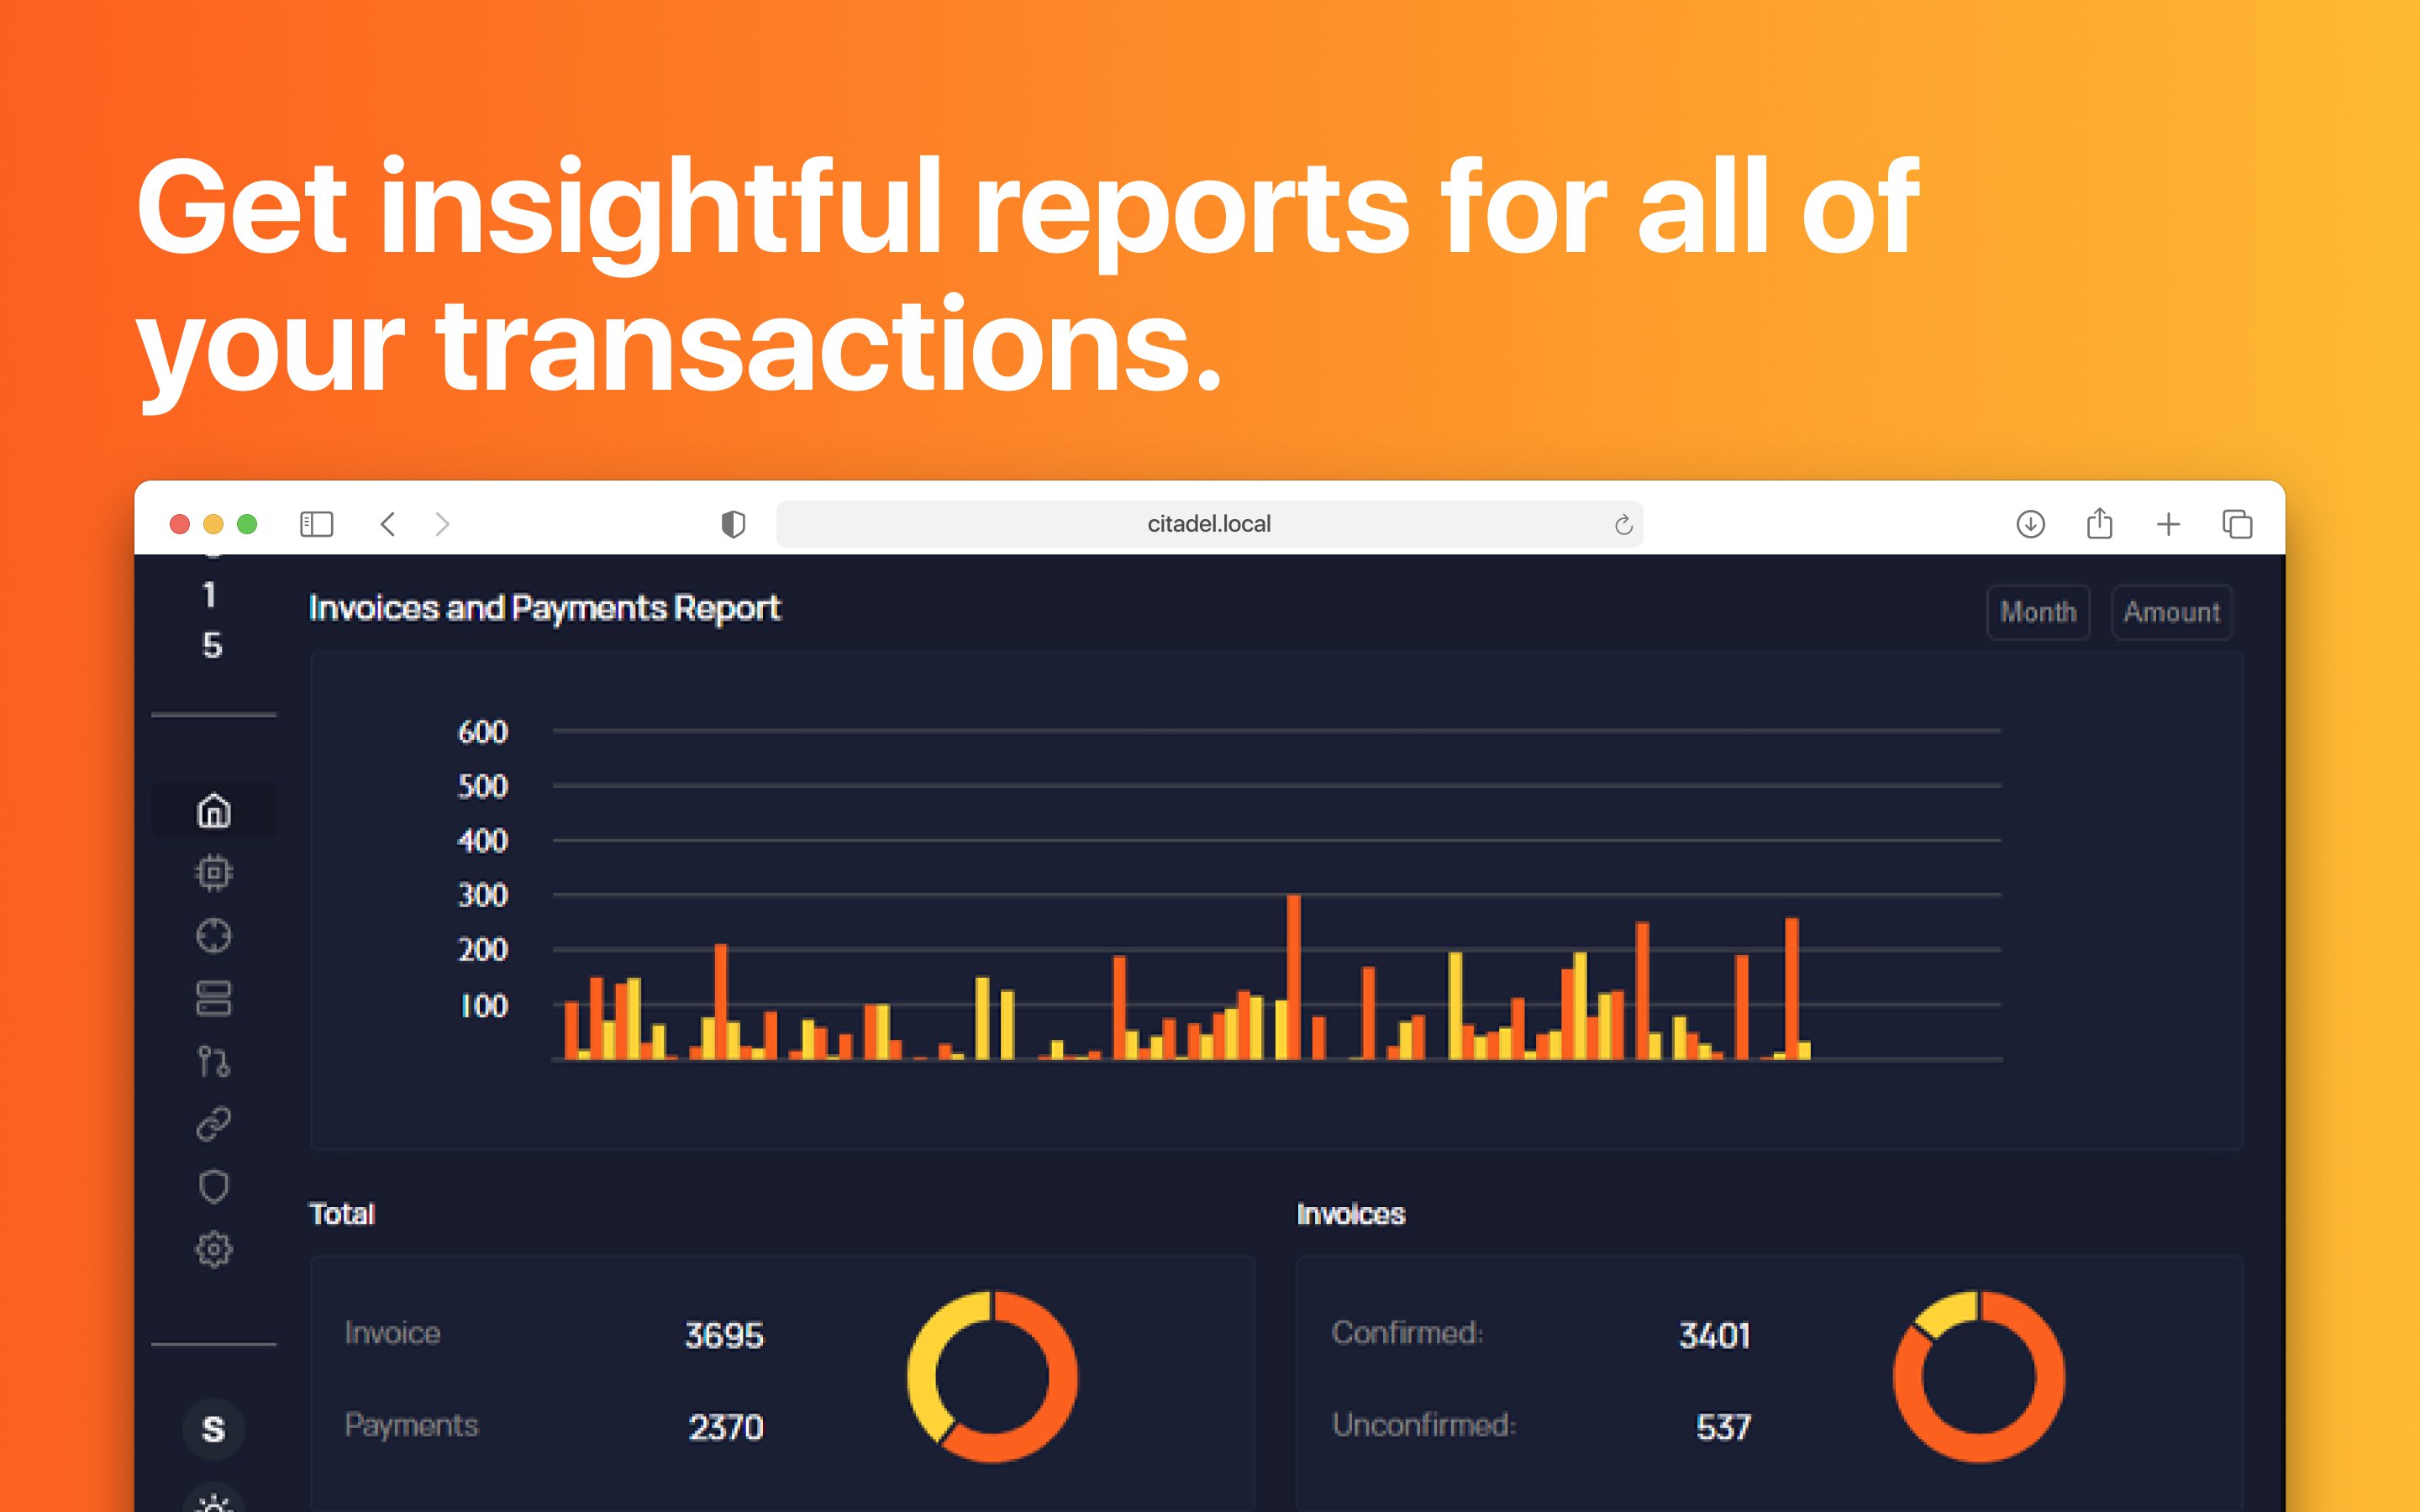 Get insightful reports for all of
your transactions.
citadel.local
1
5
Invoices and Payments Report
Month
Amount
600
500
400
300
200
100
Total
Invoice 3695
Payments 2370
Invoices
Confirmed: 3401
Unconfirmed: 537
S